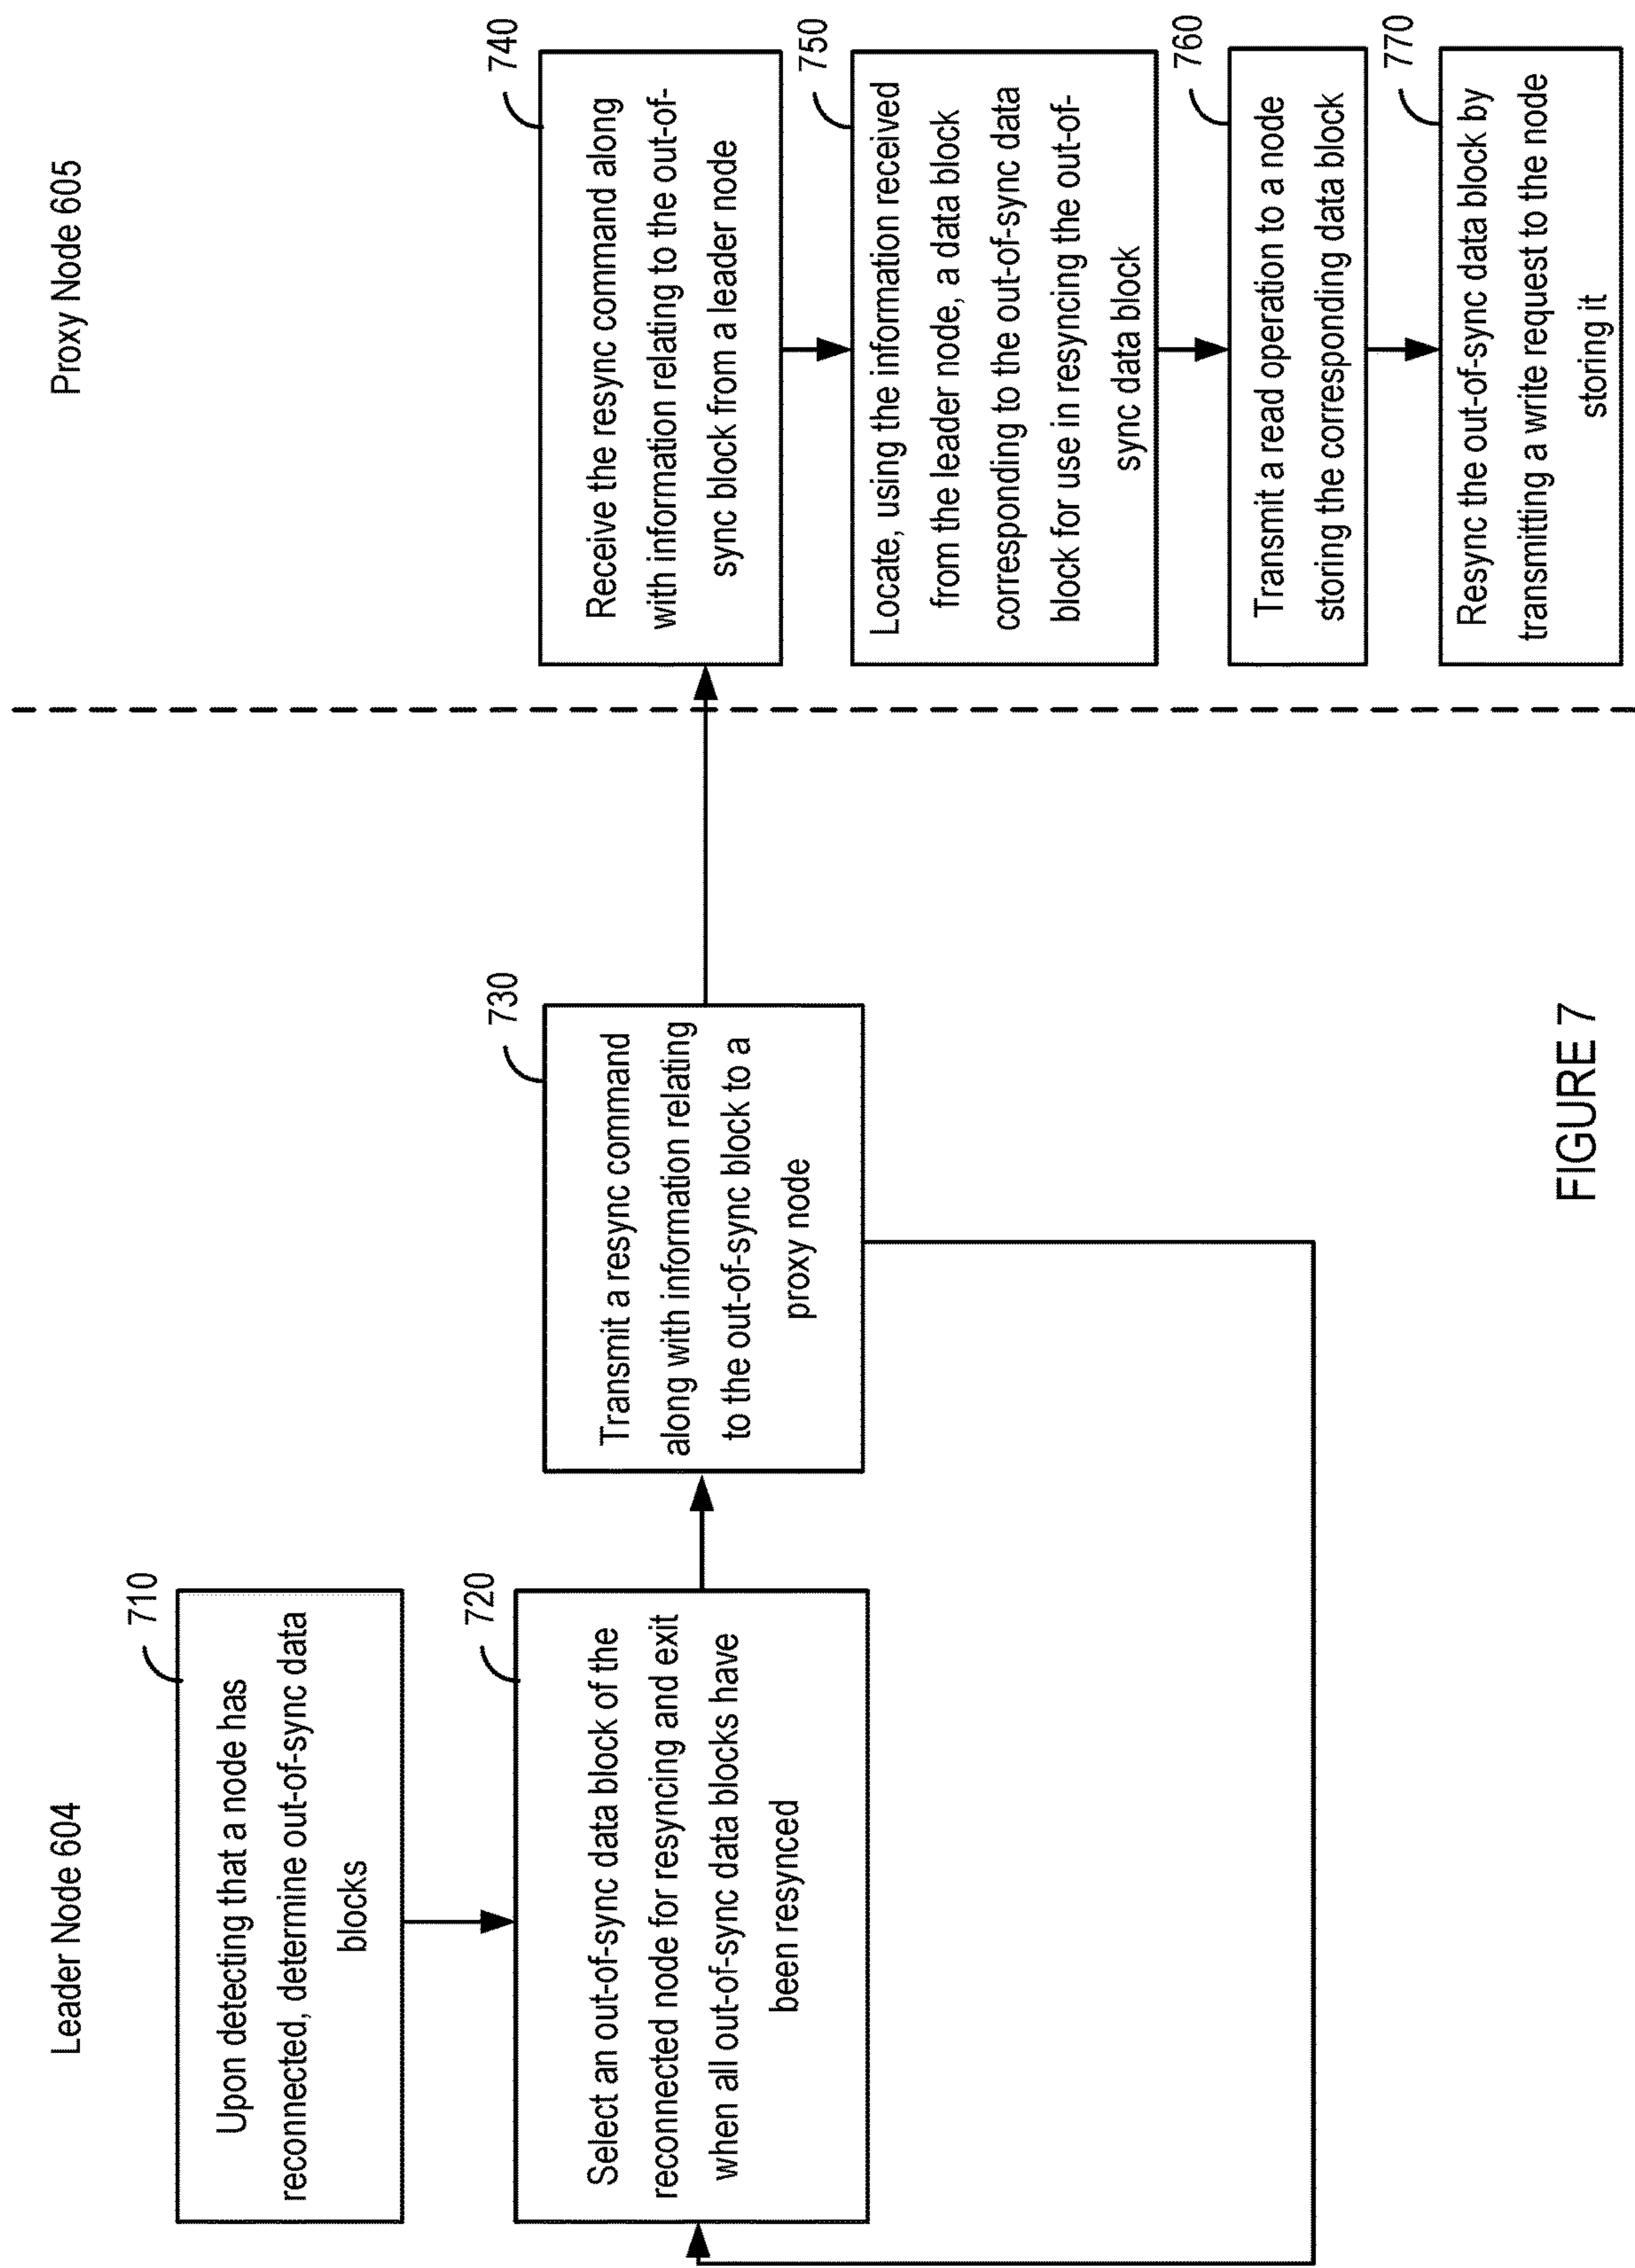 Leader Node 604
Proxy Node 605
710
Upon detecting that a node has
reconnected, determine out-of-sync data
blocks
720
Select an out-of-sync data block of the
reconnected node for resyncing and exit
when all out-of-sync data blocks have
been resynced
730
Transmit a resync command
along with information relating
to the out-of-sync block to a
proxy node
740
Receive the resync command along
with information relating to the out-of-
sync block from a leader node
750
Locate, using the information received
from the leader node, a data block
corresponding to the out-of-sync data
block for use in resyncing the out-of-
sync data block
760
Transmit a read operation to a node
storing the corresponding data block
770
Resync the out-of-sync data block by
transmitting a write request to the node
storing it
FIGURE 7